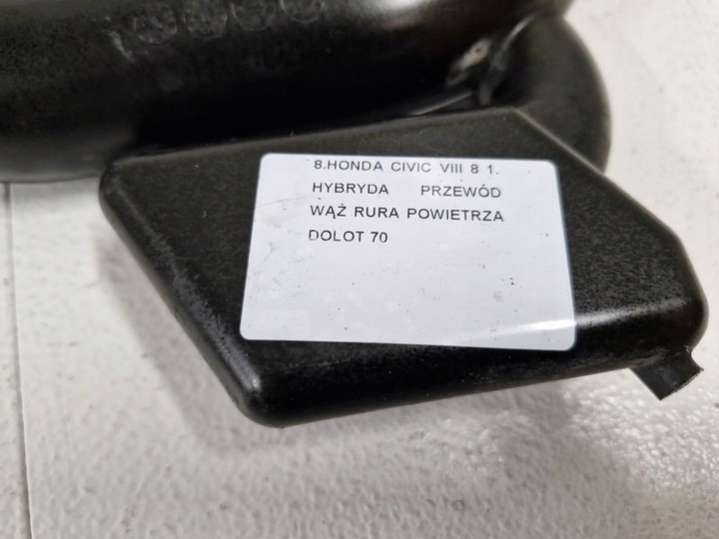 8.HONDA CIVIC VIII 8 1.
HYBRYDA PRZEWÓD
WĄŻ RURA POWIETRZA
DOLOT 70